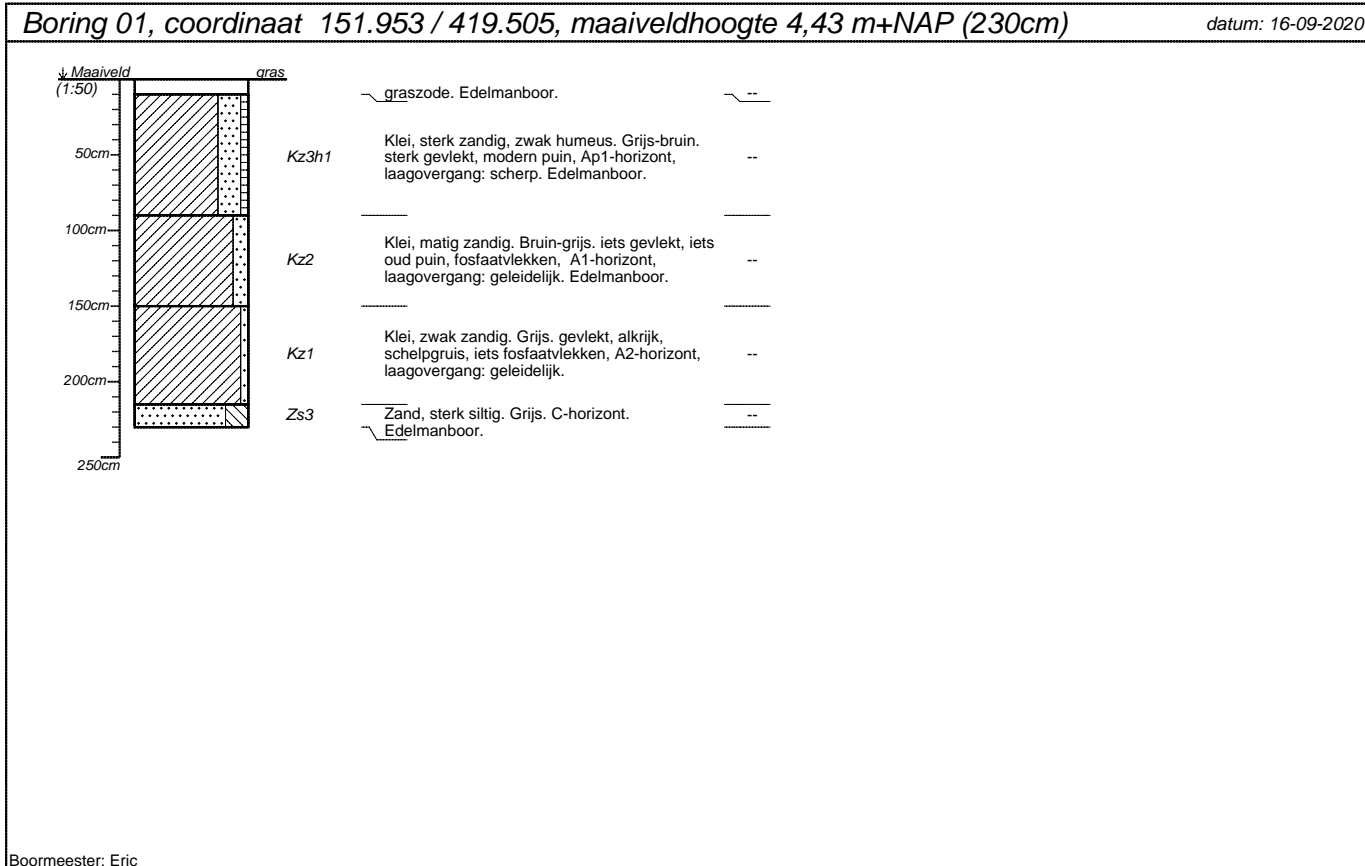 Boring 01, coordinaat 151.953 / 419.505, maaiveldhoogte 4,43 m+NAP (230cm)
datum: 16-09-2020
Maaiveld
gras
(1:50)
graszode. Edelmanboor.
--
50cm
Kz3h1
Klei, sterk zandig, zwak humeus. Grijs-bruin.
sterk gevlekt, modern puin, Ap1-horizont,
laagovergang: scherp. Edelmanboor.
--
100cm
Kz2
Klei, matig zandig. Bruin-grijs. iets gevlekt, iets
oud puin, fosfaatvlekken, A1-horizont,
laagovergang: geleidelijk. Edelmanboor.
--
150cm
Kz1
Klei, zwak zandig. Grijs. gevlekt, alkrijk,
schelpgruis, iets fosfaatvlekken, A2-horizont,
laagovergang: geleidelijk.
--
200cm
Zs3
Zand, sterk siltig. Grijs. C-horizont.
Edelmanboor.
--
250cm
Boormeester: Eric